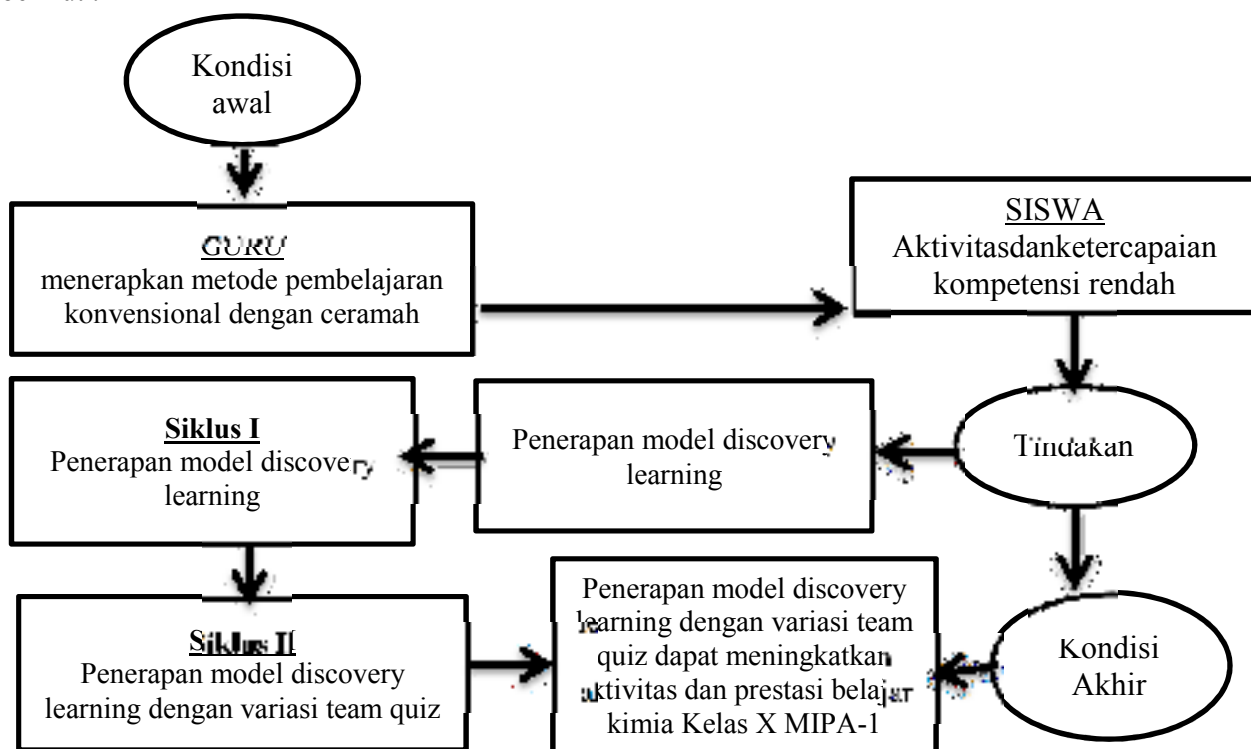 Kondisi
awal
GURU
menerapkan metode pembelajaran
konvensional dengan ceramah
SISWA
Aktivitasdanketercapaian
kompetensi rendah
Tindakan
Penerapan model discovery
learning
Siklus I
Penerapan model discovery
learning
Siklus II
Penerapan model discovery
learning dengan variasi team quiz
Penerapan model discovery
learning dengan variasi team
quiz dapat meningkatkan
aktivitas dan prestasi belajar
kimia Kelas X MIPA-1
Kondisi
Akhir